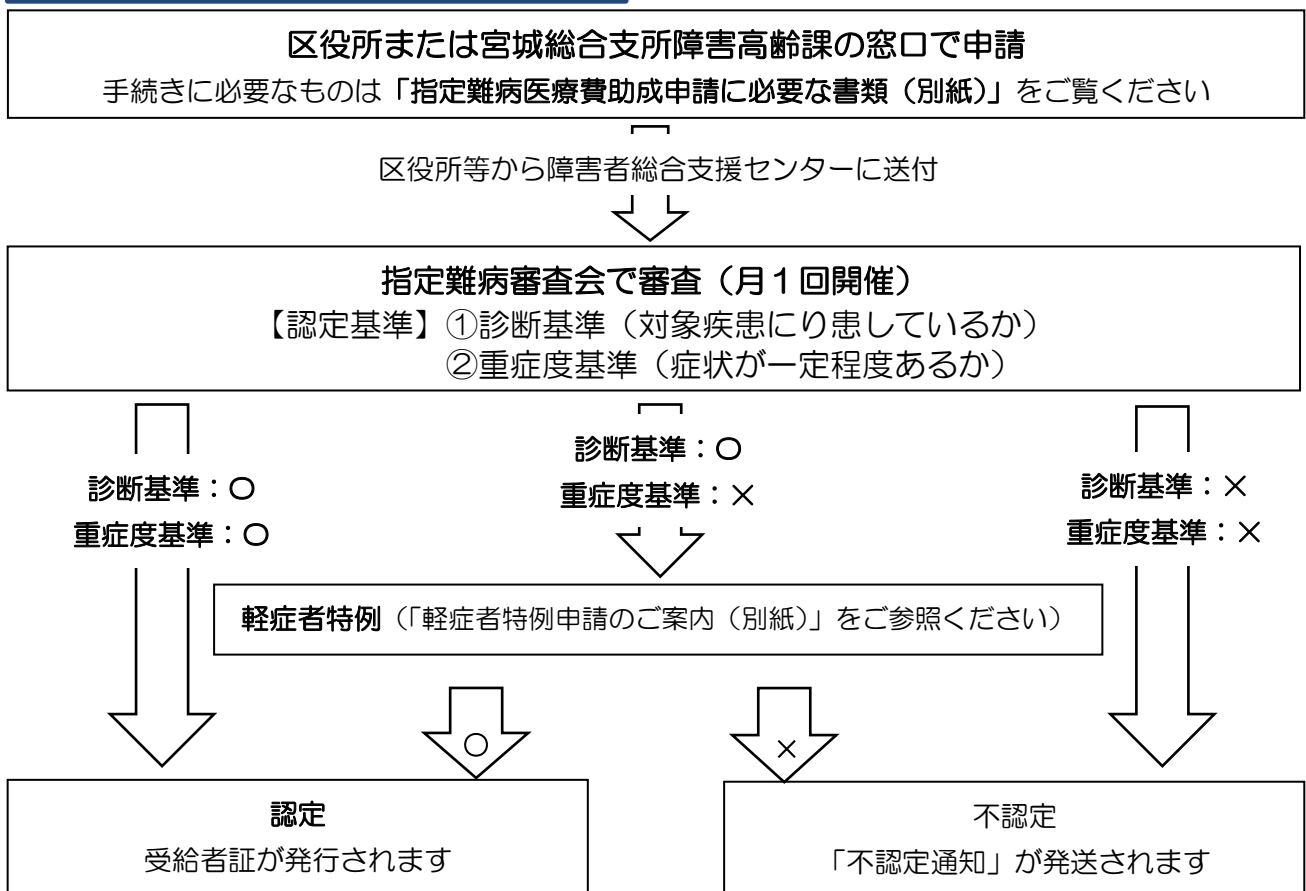 区役所または宮城総合支所障害高齢課の窓口で申請
手続きに必要なものは「指定難病医療費助成申請に必要な書類（別紙）」をご覧ください
区役所等から障害者総合支援センターに送付
指定難病審査会で審査（月１回開催）
【認定基準】①診断基準（対象疾患にり患しているか）
②重症度基準（症状が一定程度あるか）
診断基準：〇
重症度基準：〇
診断基準：〇
重症度基準：×
診断基準：×
重症度基準：×
軽症者特例（「軽症者特例申請のご案内（別紙）」をご参照ください）
〇
×
認定
受給者証が発行されます
不認定
「不認定通知」が発送されます